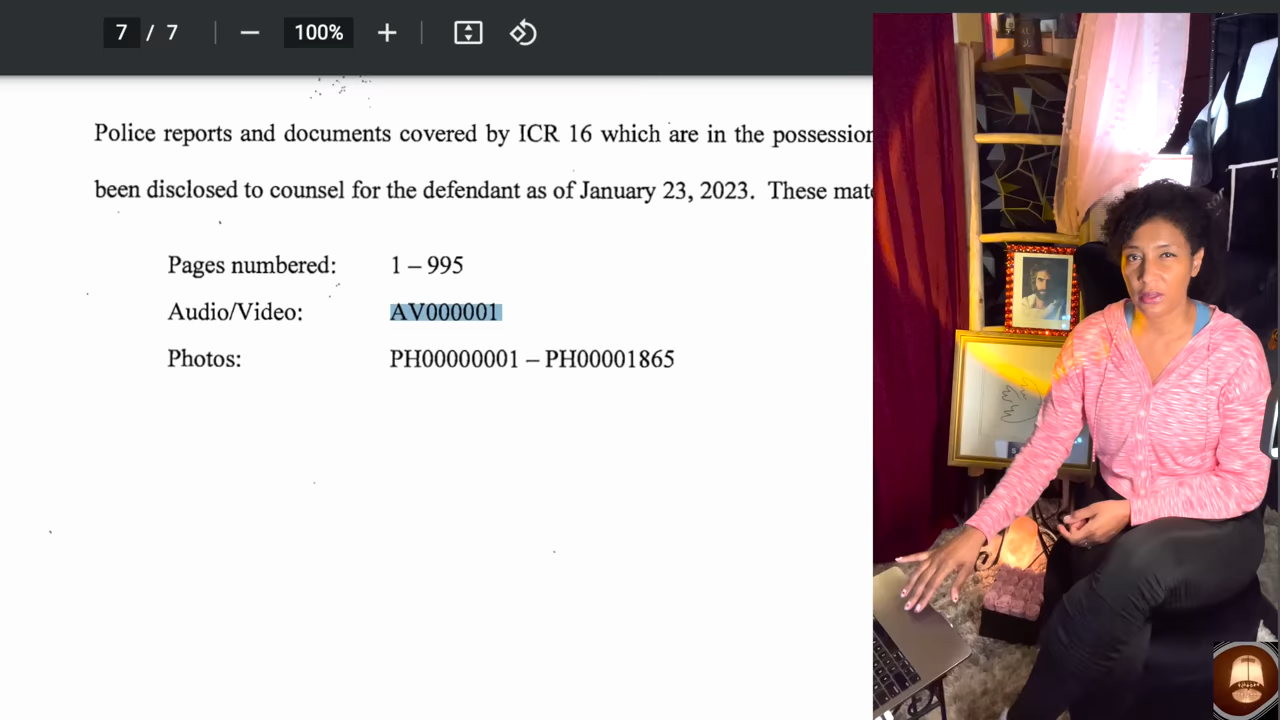 7 / 7
100%
Police reports and documents covered by ICR 16 which are in the possession
been disclosed to counsel for the defendant as of January 23, 2023. These mate
Pages numbered: 1 – 995
Audio/Video: AV000001
Photos: PH00000001 – PH00001865